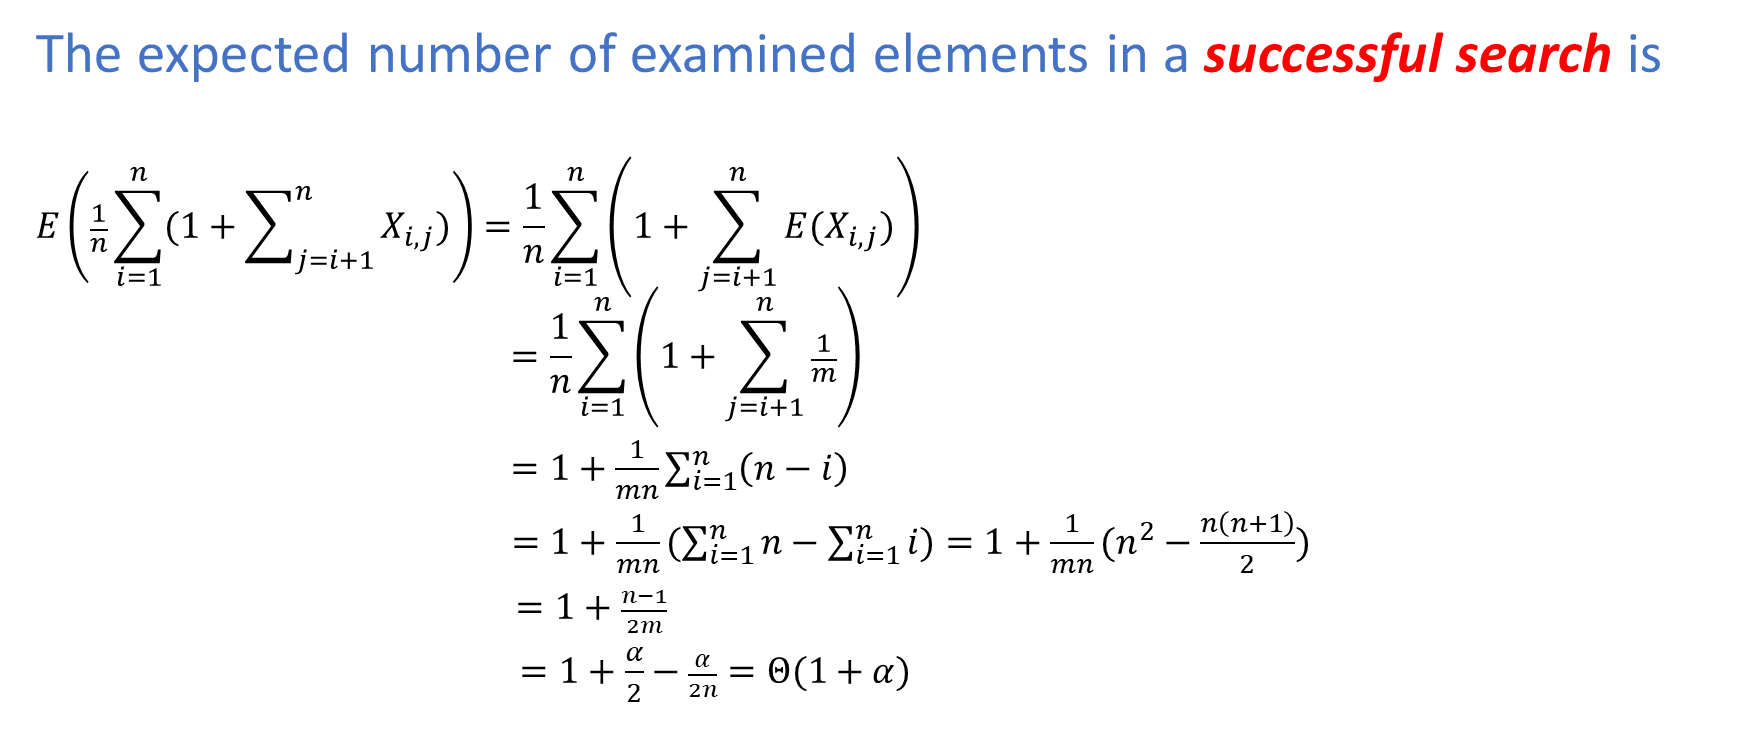 The expected number of examined elements in a successful search is
E(1/n ∑_{i=1}^{n}(1 + ∑_{j=i+1}^{n} X_{i,j})) = 1/n ∑_{i=1}^{n}(1 + ∑_{j=i+1}^{n} E(X_{i,j}))
= 1/n ∑_{i=1}^{n}(1 + ∑_{j=i+1}^{n} 1/m)
= 1 + 1/mn ∑_{i=1}^{n}(n − i)
= 1 + 1/mn (∑_{i=1}^{n} n − ∑_{i=1}^{n} i) = 1 + 1/mn (n² − n(n+1)/2)
= 1 + n−1/2m
= 1 + α/2 − α/2n = Θ(1 + α)